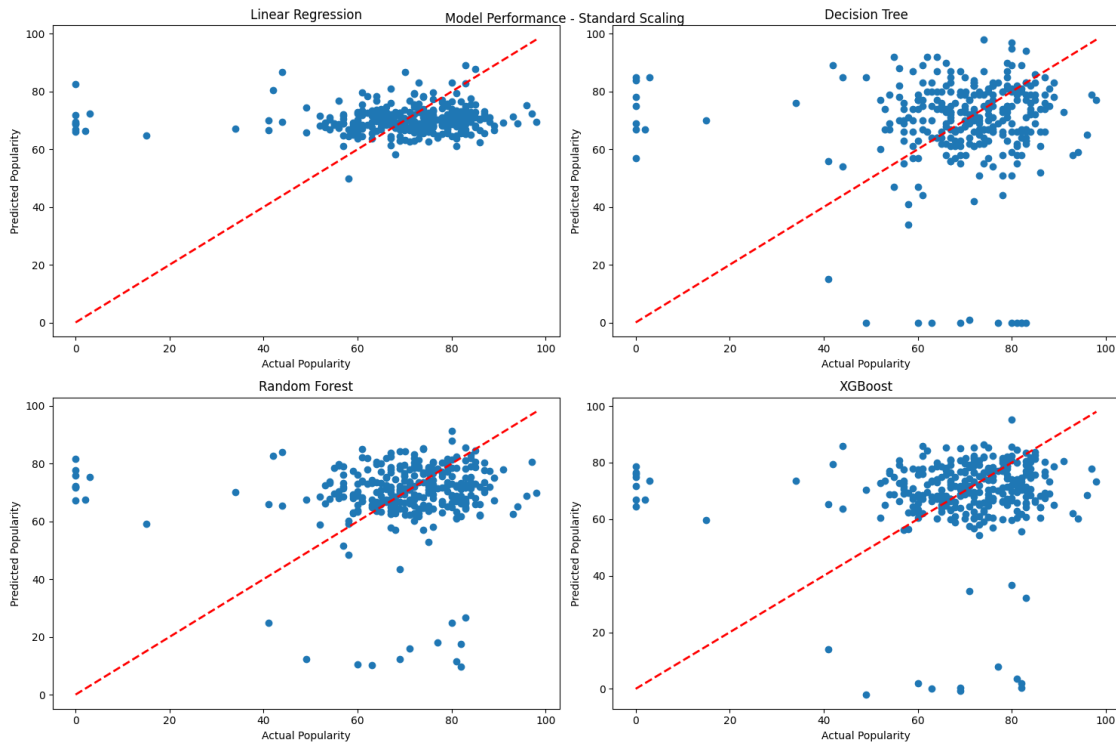 Model Performance - Standard Scaling
Linear Regression
Predicted Popularity
100
80
60
40
20
0
0 20 40 60 80 100
Actual Popularity
Decision Tree
Predicted Popularity
100
80
60
40
20
0
0 20 40 60 80 100
Actual Popularity
Random Forest
Predicted Popularity
100
80
60
40
20
0
0 20 40 60 80 100
Actual Popularity
XGBoost
Predicted Popularity
100
80
60
40
20
0
0 20 40 60 80 100
Actual Popularity